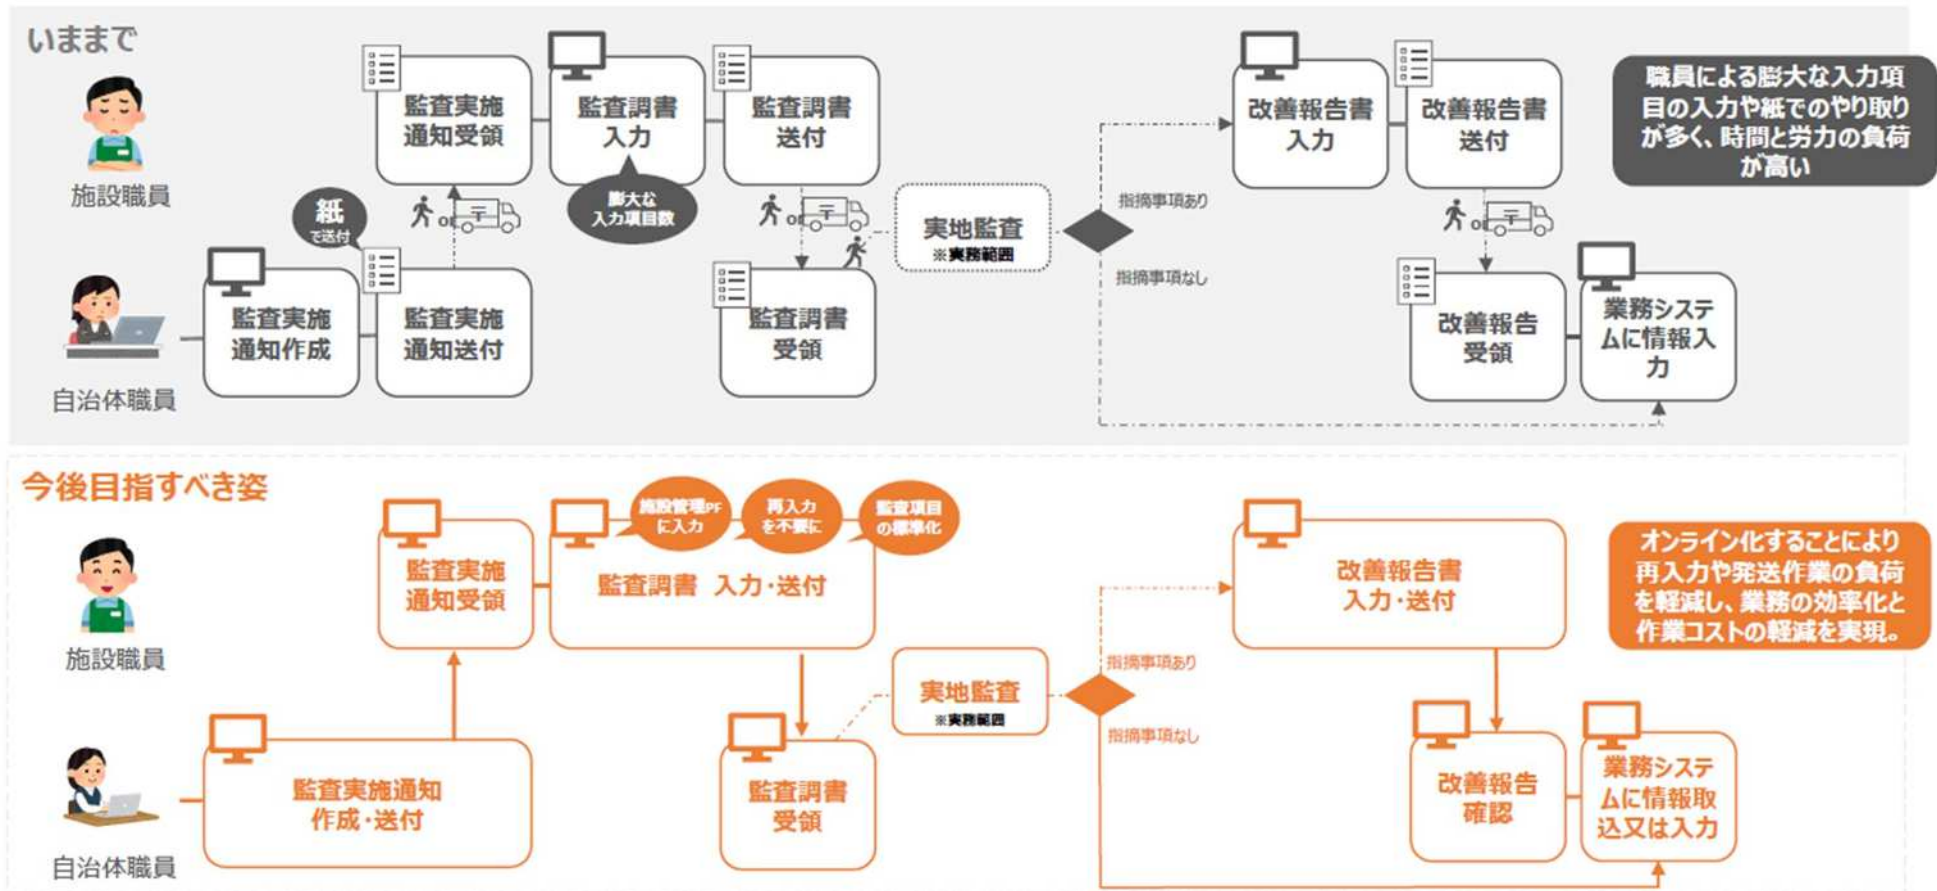 いままで
施設職員
監査実施
通知受領
監査調書
入力
監査調書
送付
改善報告書
入力
改善報告書
送付
職員による膨大な入力項
目の入力や紙でのやり取り
が多く、時間と労力の負荷
が高い
紙
で送付
or
〒
膨大な
入力項目数
or
〒
実地監査
※実務範囲
指摘事項あり
指摘事項なし
or
〒
自治体職員
監査実施
通知作成
監査実施
通知送付
監査調書
受領
改善報告
受領
業務システ
ムに情報入
力
今後目指すべき姿
施設職員
監査実施
通知受領
施設管理PF
に入力
再入力
を不要に
監査項目
の標準化
監査調書 入力・送付
改善報告書
入力・送付
オンライン化することにより
再入力や発送作業の負荷
を軽減し、業務の効率化と
作業コストの軽減を実現。
実地監査
※実務範囲
指摘事項あり
指摘事項なし
自治体職員
監査実施通知
作成・送付
監査調書
受領
改善報告
確認
業務システ
ムに情報取
込又は入力